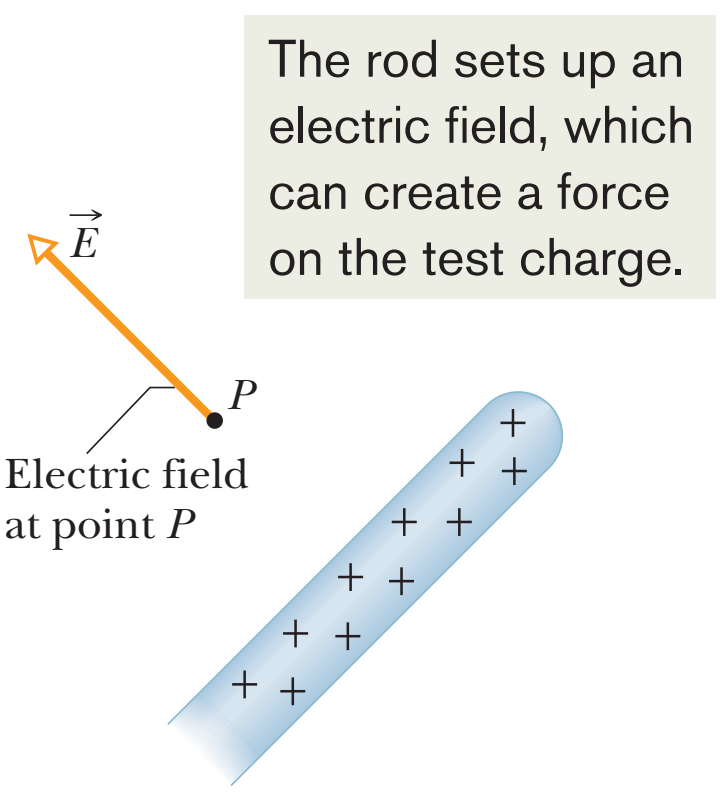 The rod sets up an
electric field, which
can create a force
on the test charge.
E
P
Electric field
at point P
+
+
+
+
+
+
+
+
+
+
+